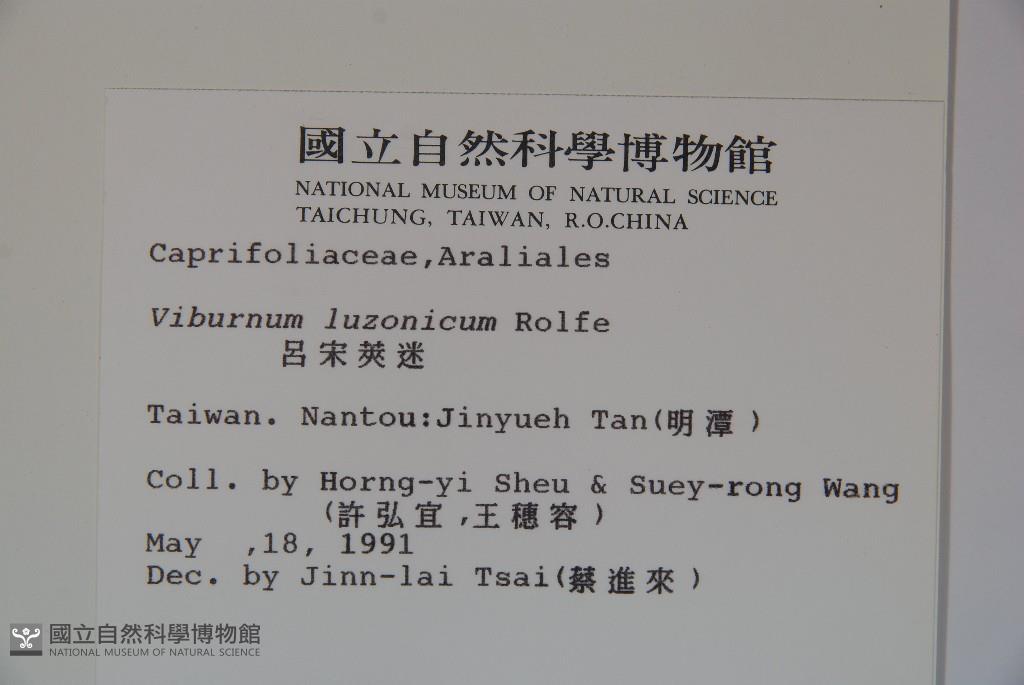 國立自然科學博物館
NATIONAL MUSEUM OF NATURAL SCIENCE
TAICHUNG, TAIWAN, R.O.CHINA
Caprifoliaceae,Araliales
Viburnum luzonicum Rolfe
呂宋莢迷
Taiwan. Nantou:Jinyueh Tan(明潭)
Coll. by Horng-yi Sheu & Suey-rong Wang
(許弘宜,王穗容)
May ,18, 1991
Dec. by Jinn-lai Tsai(蔡進來)
國立自然科學博物館
NATIONAL MUSEUM OF NATURAL SCIENCE